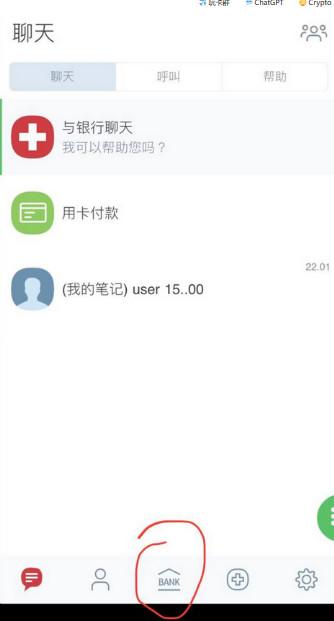 玩卡群 ChatGPT Crypto
聊天
聊天 呼叫 帮助
与银行聊天
我可以帮助您吗？
用卡付款
22.01
(我的笔记) user 15..00
BANK